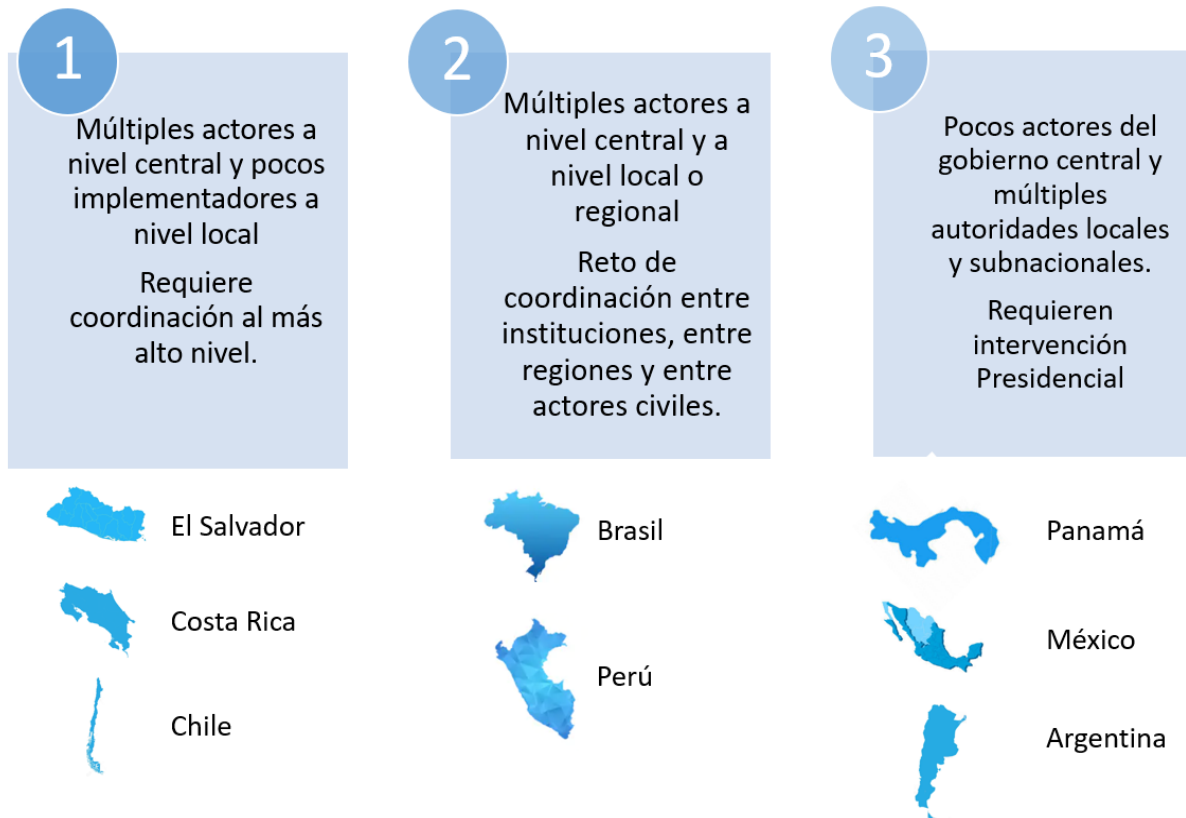 1
Múltiples actores a
nivel central y pocos
implementadores a
nivel local
Requiere
coordinación al más
alto nivel.
El Salvador
Costa Rica
Chile
2
Múltiples actores a
nivel central y a
nivel local o
regional
Reto de
coordinación entre
instituciones, entre
regiones y entre
actores civiles.
Brasil
Perú
3
Pocos actores del
gobierno central y
múltiples
autoridades locales
y subnacionales.
Requieren
intervención
Presidencial
Panamá
México
Argentina